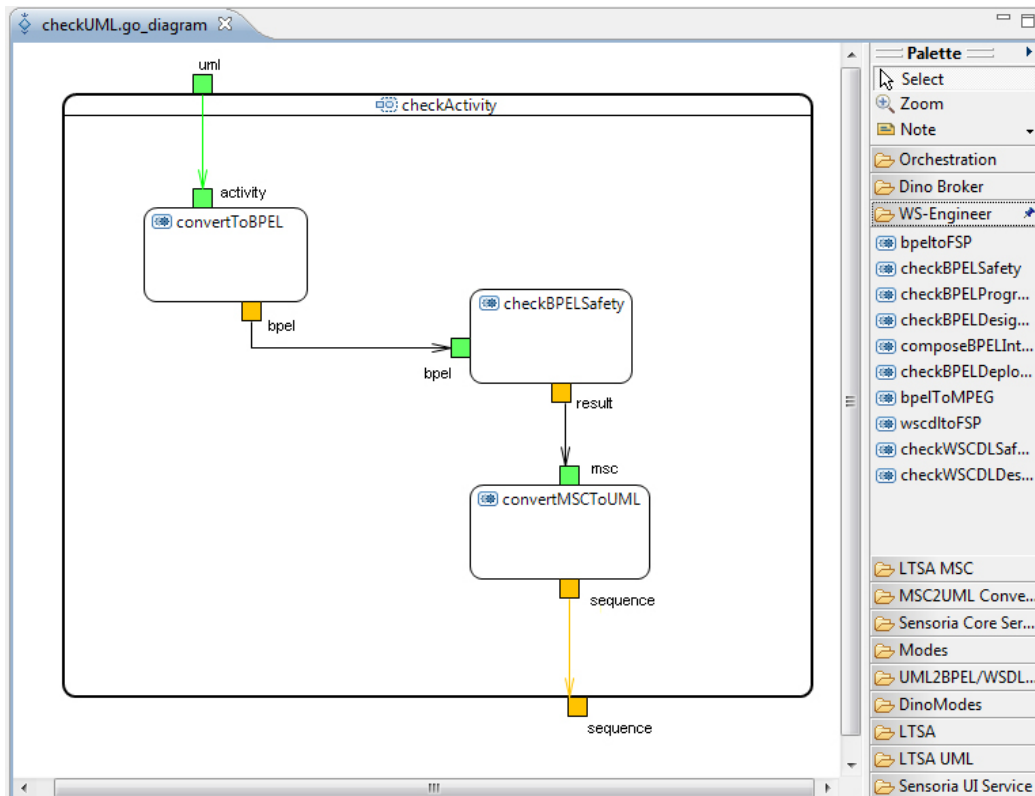 checkUML.go_diagram
uml
checkActivity
activity
convertToBPEL
bpel
checkBPELSafety
bpel
result
msc
convertMSCToUML
sequence
sequence
Palette
Select
Zoom
Note
Orchestration
Dino Broker
WS-Engineer
bpeltoFSP
checkBPELSafety
checkBPELProgr...
checkBPELDesig...
composeBPELInt...
checkBPELDeplo...
bpelToMPEG
wscdltoFSP
checkWSCDLSaf...
checkWSCDLDes...
LTSA MSC
MSC2UML Conve...
Sensoria Core Ser...
Modes
UML2BPEL/WSDL...
DinoModes
LTSA
LTSA UML
Sensoria UI Service